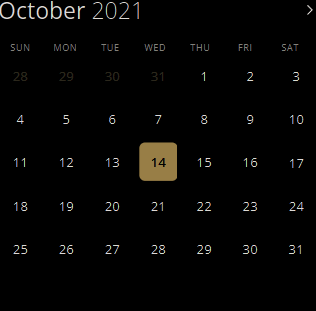 October 2021 >
SUN MON TUE WED THU FRI SAT
28 29 30 31 1 2 3
4 5 6 7 8 9 10
11 12 13 14 15 16 17
18 19 20 21 22 23 24
25 26 27 28 29 30 31